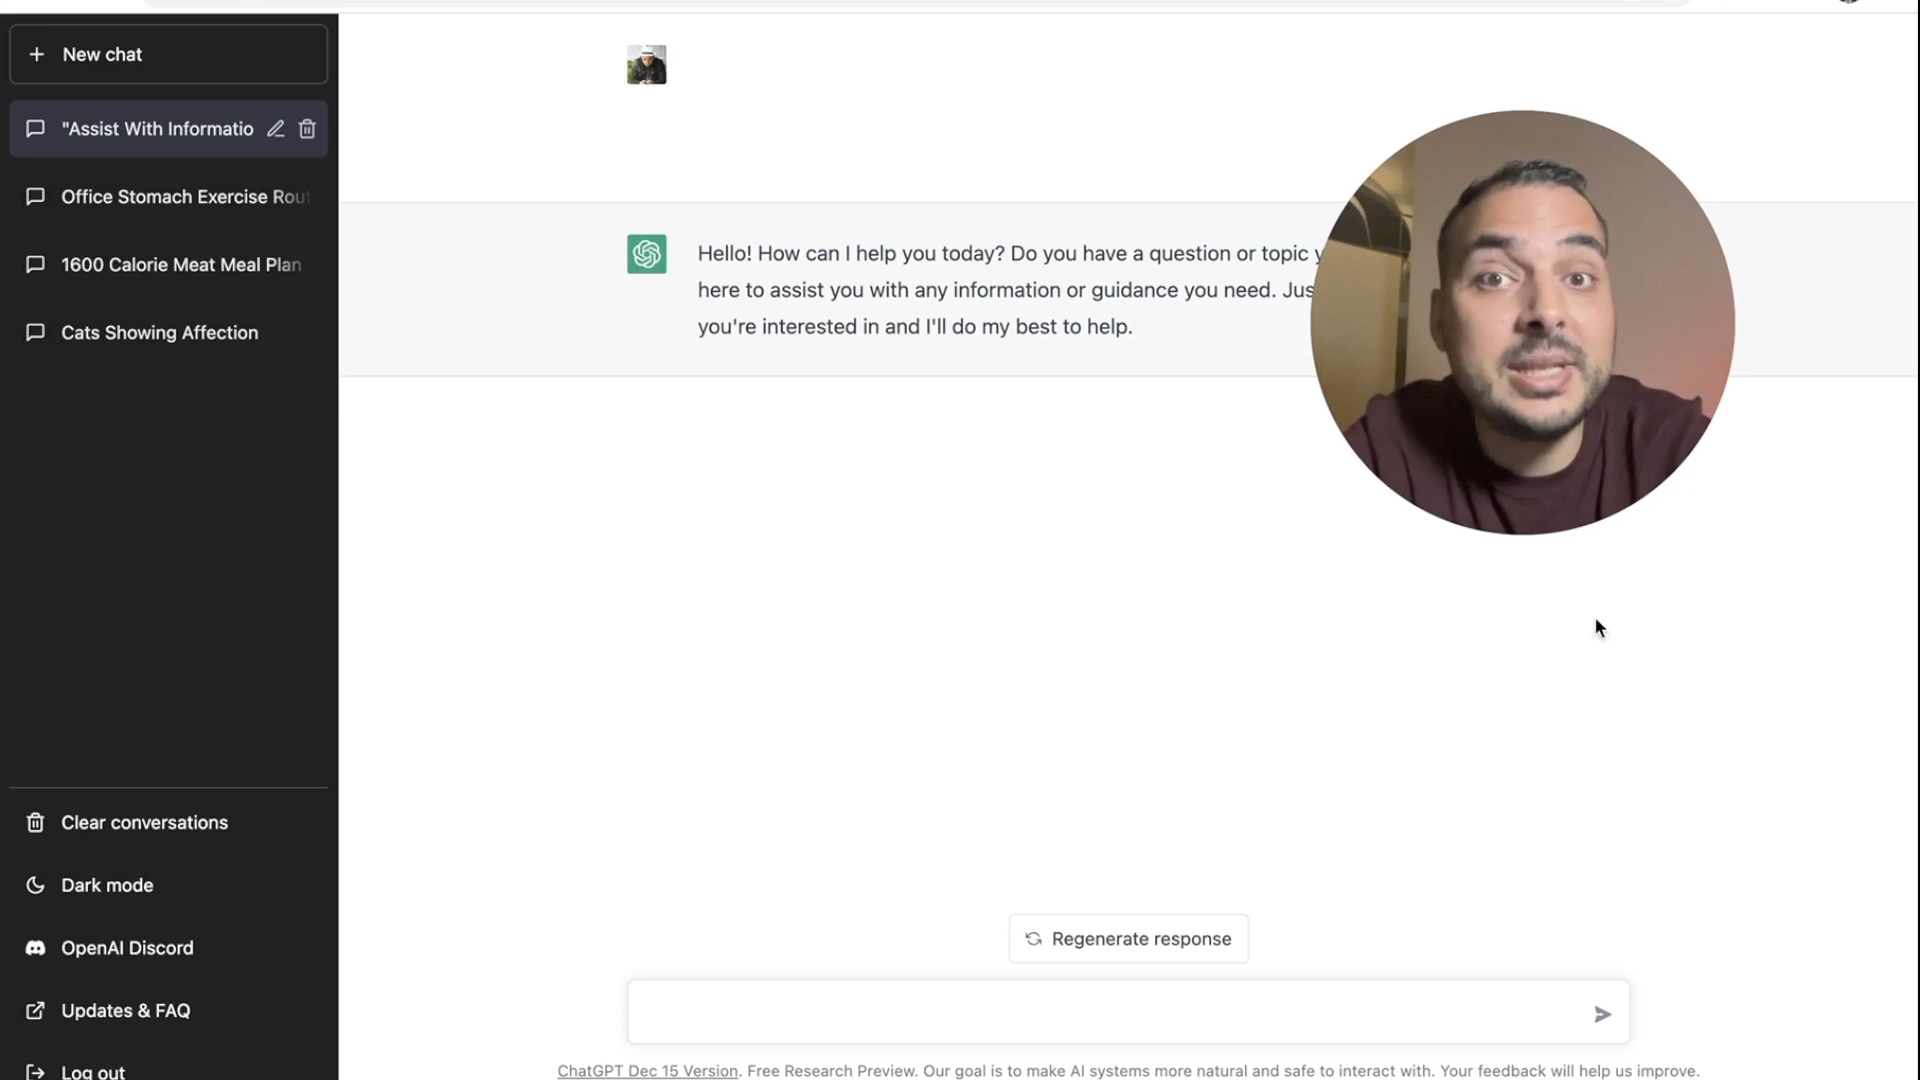 New chat
"Assist With Informatio
Office Stomach Exercise Rou
1600 Calorie Meat Meal Plan
Cats Showing Affection
Clear conversations
Dark mode
OpenAI Discord
Updates & FAQ
Log out
Hello! How can I help you today? Do you have a question or topic y
here to assist you with any information or guidance you need. Jus
you're interested in and I'll do my best to help.
Regenerate response
ChatGPT Dec 15 Version. Free Research Preview. Our goal is to make AI systems more natural and safe to interact with. Your feedback will help us improve.